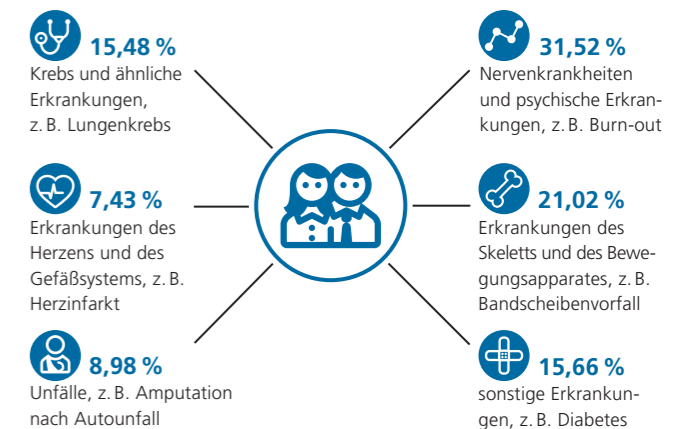 15,48 %
Krebs und ähnliche
Erkrankungen,
z. B. Lungenkrebs
7,43 %
Erkrankungen des
Herzens und des
Gefäßsystems, z. B.
Herzinfarkt
8,98 %
Unfälle, z. B. Amputation
nach Autounfall
31,52 %
Nervenkrankheiten
und psychische Erkran-
kungen, z. B. Burn-out
21,02 %
Erkrankungen des
Skeletts und des Bewe-
gungsapparates, z. B.
Bandscheibenvorfall
15,66 %
sonstige Erkrankun-
gen, z. B. Diabetes